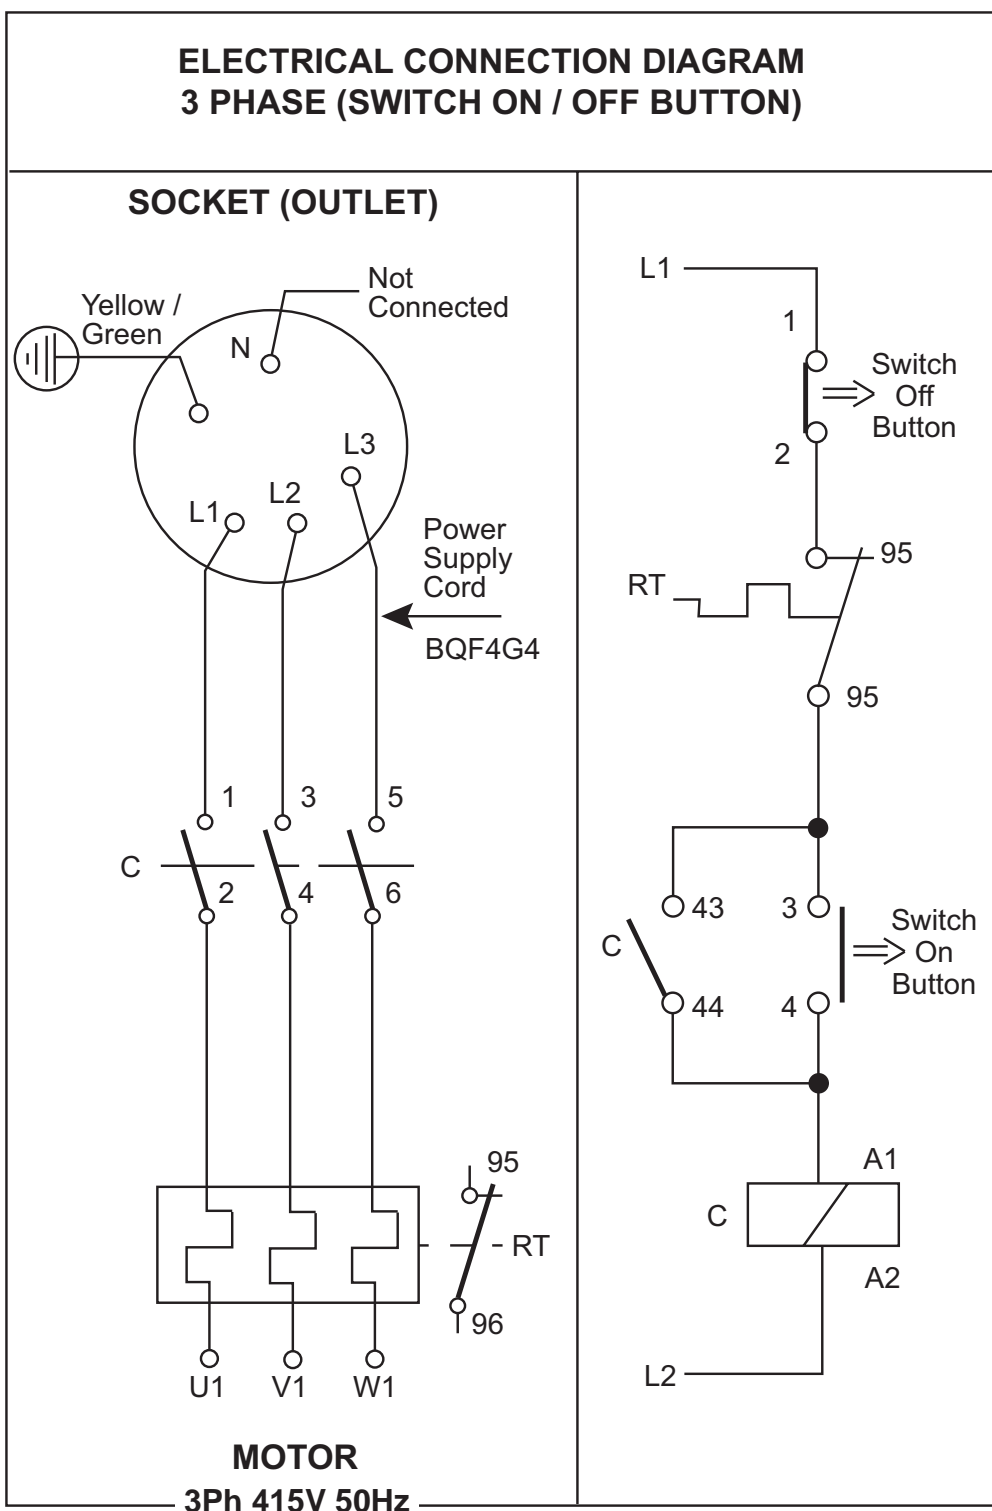 ELECTRICAL CONNECTION DIAGRAM
3 PHASE (SWITCH ON / OFF BUTTON)
SOCKET (OUTLET)
Not
Connected
Yellow /
Green
N
L3
L2
L1
Power
Supply
Cord
BQF4G4
1
3
5
C
2
4
6
95
RT
96
U1
V1
W1
MOTOR
3Ph 415V 50Hz
L1
1
Switch
Off
Button
2
95
RT
95
43
3
Switch
On
Button
C
44
4
A1
C
A2
L2